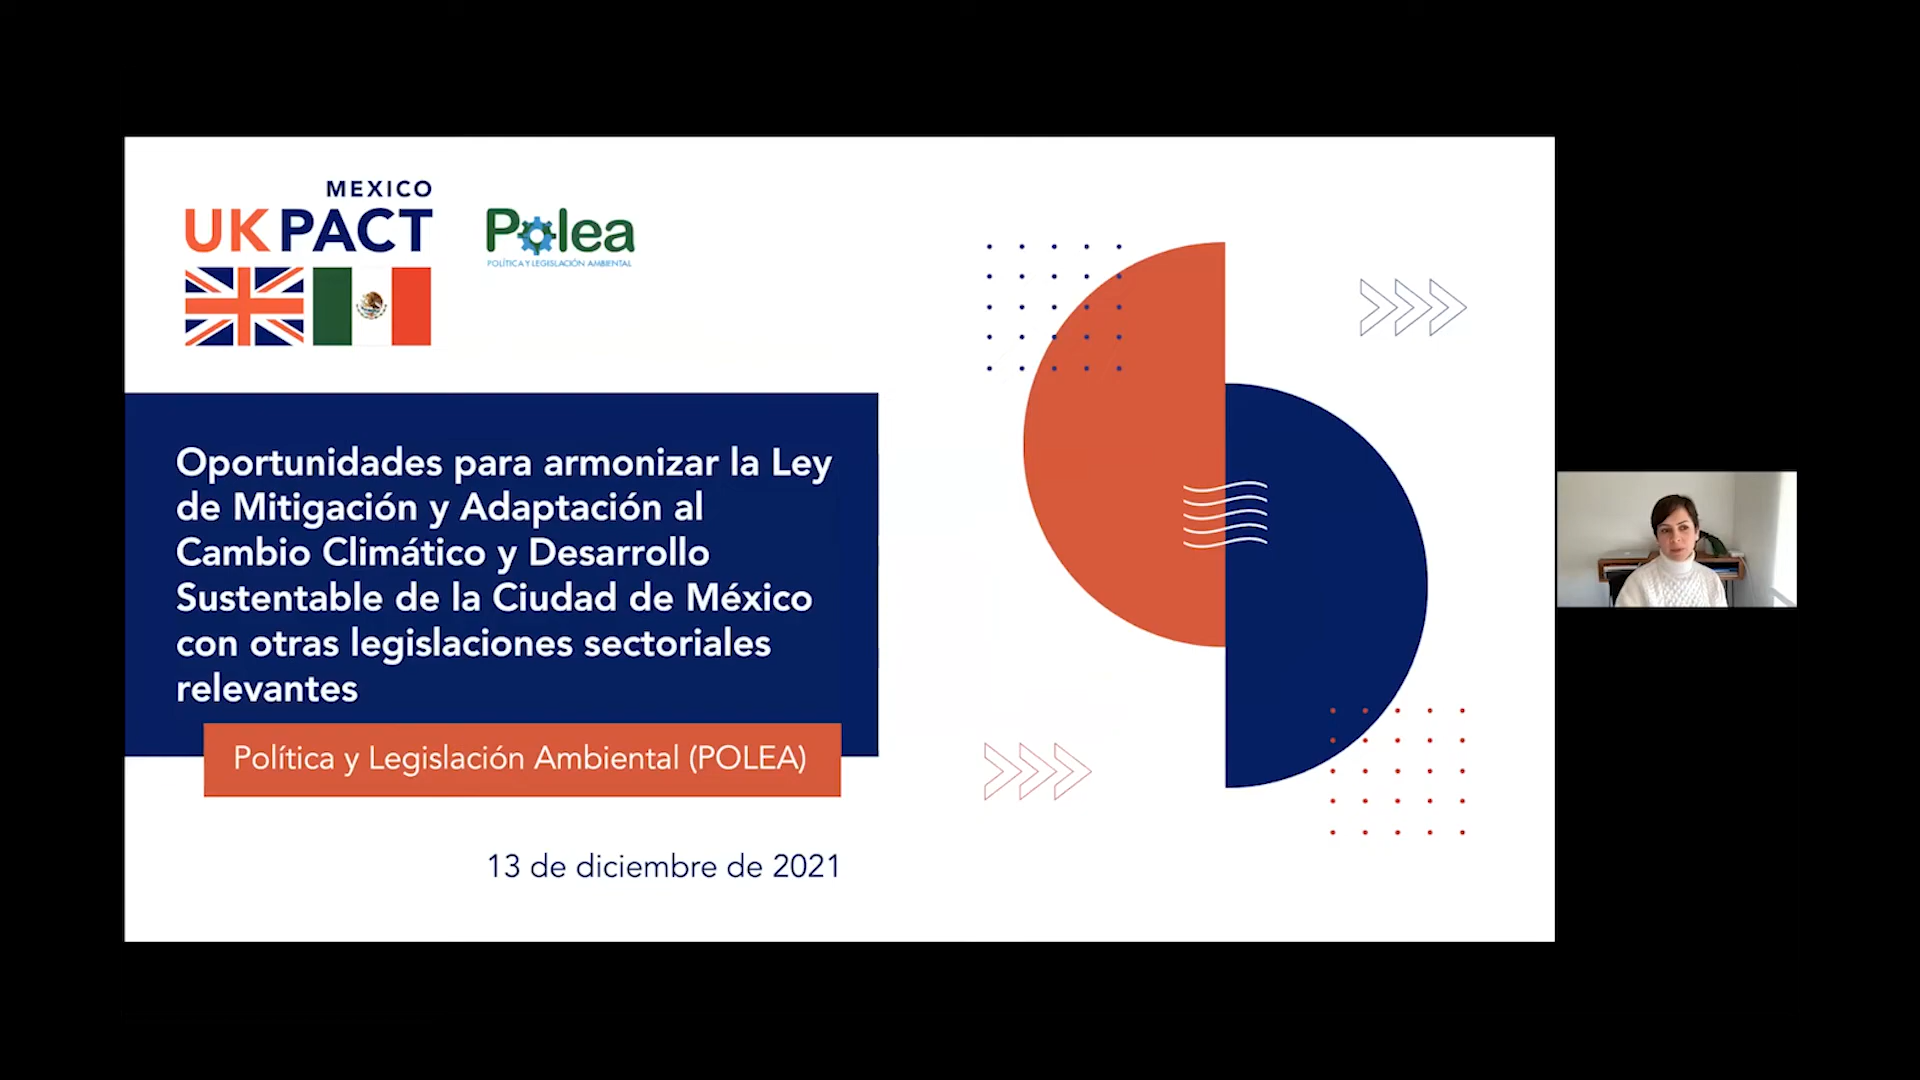 MEXICO
UK PACT
Polea
POLÍTICA Y LEGISLACIÓN AMBIENTAL
Oportunidades para armonizar la Ley
de Mitigación y Adaptación al
Cambio Climático y Desarrollo
Sustentable de la Ciudad de México
con otras legislaciones sectoriales
relevantes
Política y Legislación Ambiental (POLEA)
13 de diciembre de 2021